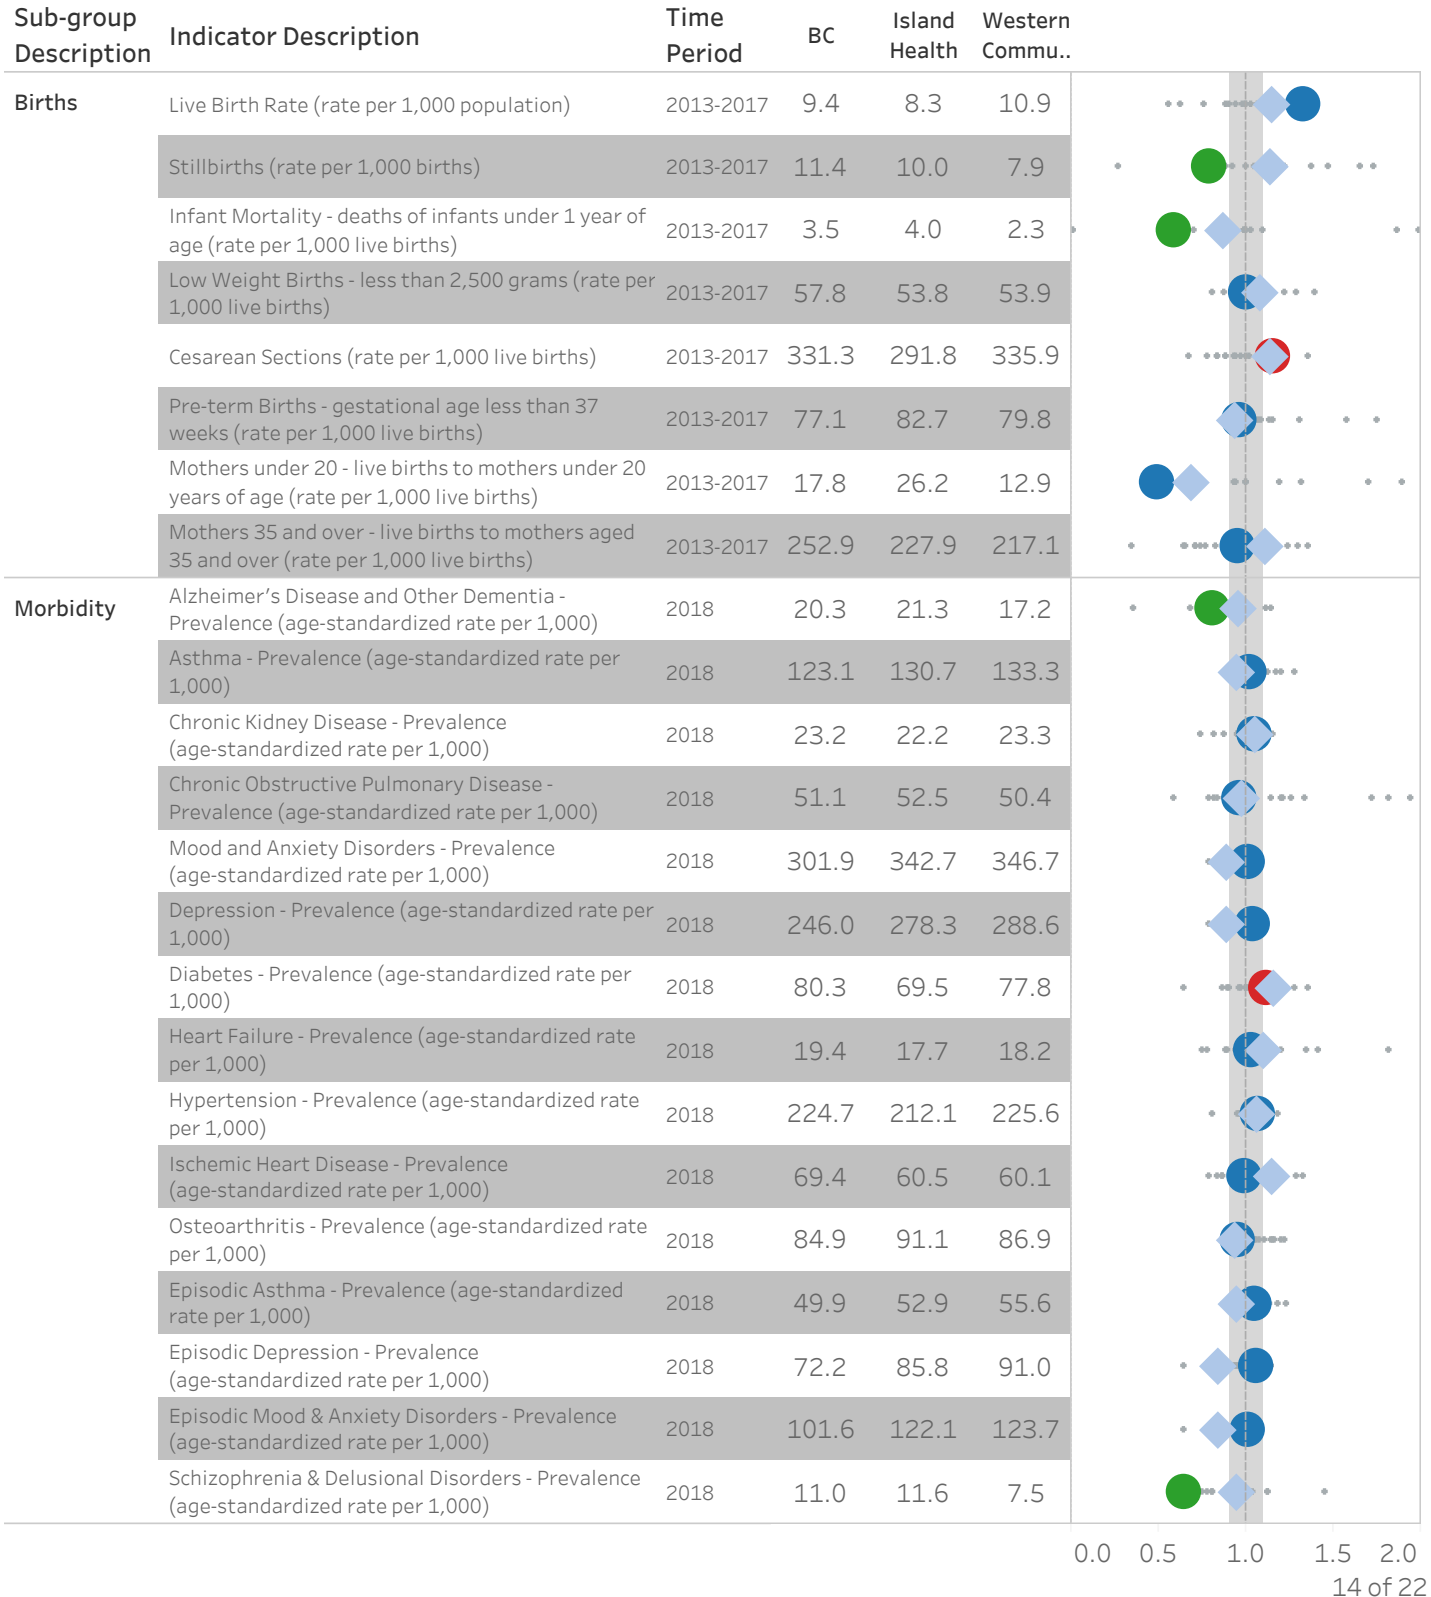 Sub-group Description Indicator Description Time Period BC Island Health Western Commu..
Births
Live Birth Rate (rate per 1,000 population) 2013-2017 9.4 8.3 10.9
Stillbirths (rate per 1,000 births) 2013-2017 11.4 10.0 7.9
Infant Mortality - deaths of infants under 1 year of
age (rate per 1,000 live births) 2013-2017 3.5 4.0 2.3
Low Weight Births - less than 2,500 grams (rate per
1,000 live births) 2013-2017 57.8 53.8 53.9
Cesarean Sections (rate per 1,000 live births) 2013-2017 331.3 291.8 335.9
Pre-term Births - gestational age less than 37
weeks (rate per 1,000 live births) 2013-2017 77.1 82.7 79.8
Mothers under 20 - live births to mothers under 20
years of age (rate per 1,000 live births) 2013-2017 17.8 26.2 12.9
Mothers 35 and over - live births to mothers aged
35 and over (rate per 1,000 live births) 2013-2017 252.9 227.9 217.1
Morbidity
Alzheimer’s Disease and Other Dementia -
Prevalence (age-standardized rate per 1,000) 2018 20.3 21.3 17.2
Asthma - Prevalence (age-standardized rate per
1,000) 2018 123.1 130.7 133.3
Chronic Kidney Disease - Prevalence
(age-standardized rate per 1,000) 2018 23.2 22.2 23.3
Chronic Obstructive Pulmonary Disease -
Prevalence (age-standardized rate per 1,000) 2018 51.1 52.5 50.4
Mood and Anxiety Disorders - Prevalence
(age-standardized rate per 1,000) 2018 301.9 342.7 346.7
Depression - Prevalence (age-standardized rate per
1,000) 2018 246.0 278.3 288.6
Diabetes - Prevalence (age-standardized rate per
1,000) 2018 80.3 69.5 77.8
Heart Failure - Prevalence (age-standardized rate
per 1,000) 2018 19.4 17.7 18.2
Hypertension - Prevalence (age-standardized rate
per 1,000) 2018 224.7 212.1 225.6
Ischemic Heart Disease - Prevalence
(age-standardized rate per 1,000) 2018 69.4 60.5 60.1
Osteoarthritis - Prevalence (age-standardized rate
per 1,000) 2018 84.9 91.1 86.9
Episodic Asthma - Prevalence (age-standardized
rate per 1,000) 2018 49.9 52.9 55.6
Episodic Depression - Prevalence
(age-standardized rate per 1,000) 2018 72.2 85.8 91.0
Episodic Mood & Anxiety Disorders - Prevalence
(age-standardized rate per 1,000) 2018 101.6 122.1 123.7
Schizophrenia & Delusional Disorders - Prevalence
(age-standardized rate per 1,000) 2018 11.0 11.6 7.5
0.0 0.5 1.0 1.5 2.0
14 of 22